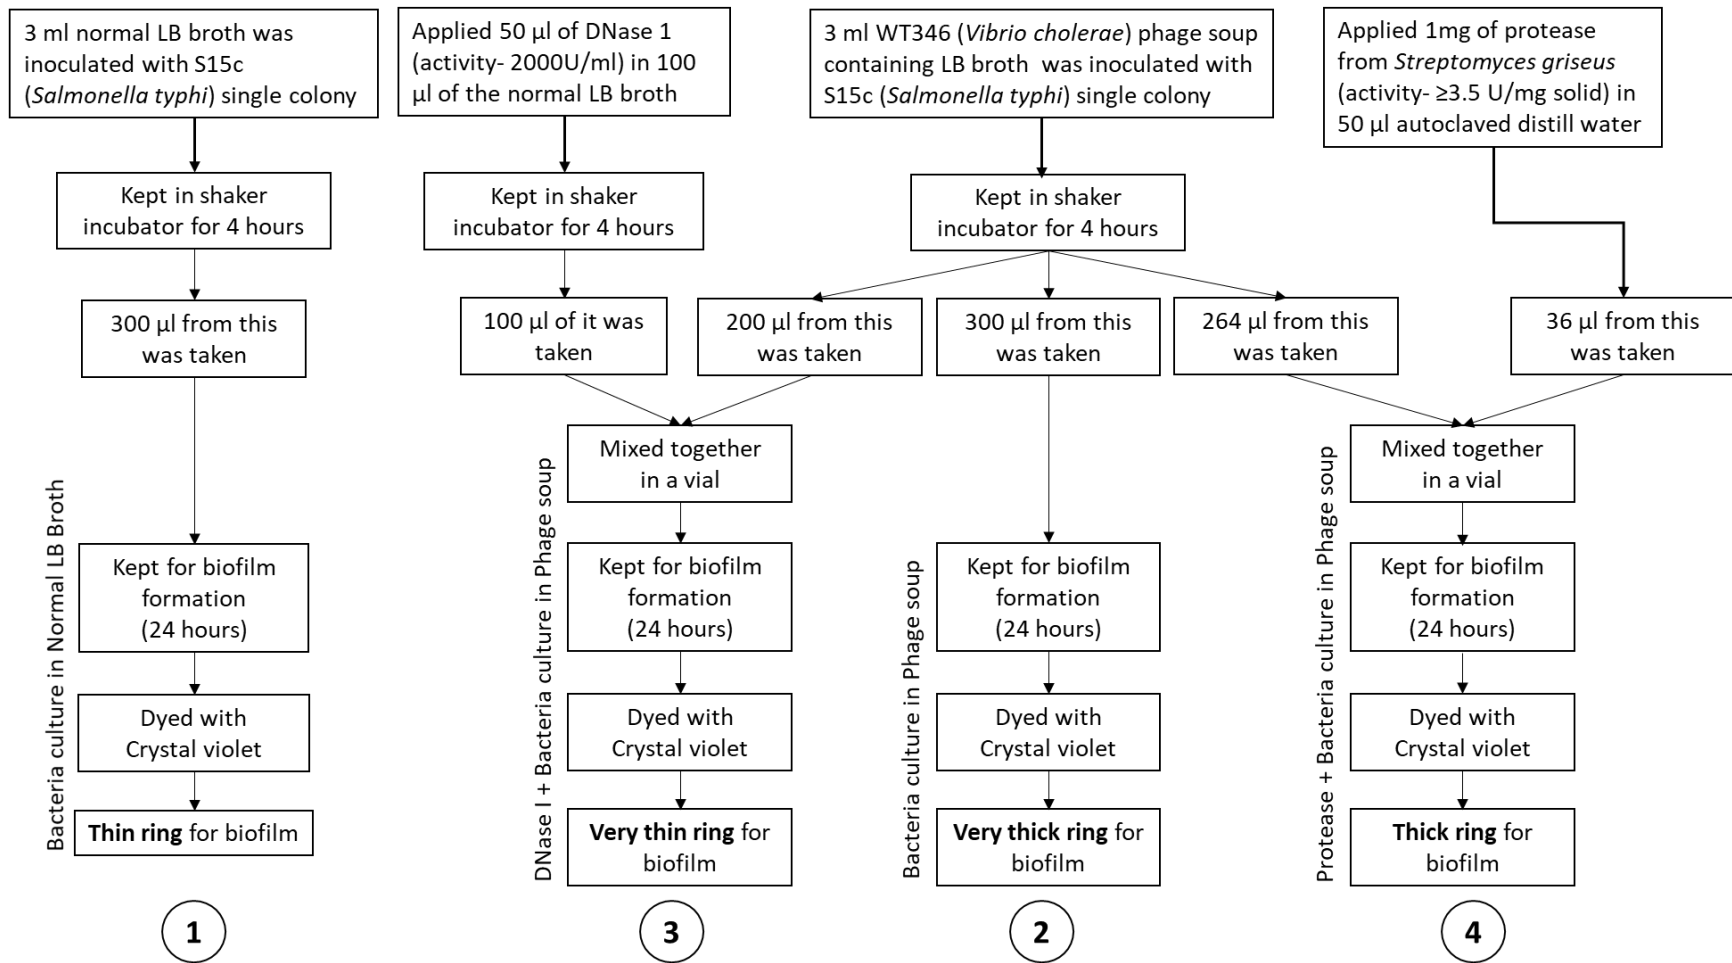 3 ml normal LB broth was
inoculated with S15c
(Salmonella typhi) single colony
Applied 50 µl of DNase 1
(activity- 2000U/ml) in 100
µl of the normal LB broth
3 ml WT346 (Vibrio cholerae) phage soup
containing LB broth was inoculated with
S15c (Salmonella typhi) single colony
Applied 1mg of protease
from Streptomyces griseus
(activity- ≥3.5 U/mg solid) in
50 µl autoclaved distill water
Kept in shaker
incubator for 4 hours
Kept in shaker
incubator for 4 hours
Kept in shaker
incubator for 4 hours
300 µl from this
was taken
100 µl of it was
taken
200 µl from this
was taken
300 µl from this
was taken
264 µl from this
was taken
36 µl from this
was taken
Mixed together
in a vial
Mixed together
in a vial
Bacteria culture in Normal LB Broth
Kept for biofilm
formation
(24 hours)
Dyed with
Crystal violet
Thin ring for biofilm
1
DNase I + Bacteria culture in Phage soup
Kept for biofilm
formation
(24 hours)
Dyed with
Crystal violet
Very thin ring for
biofilm
3
Bacteria culture in Phage soup
Kept for biofilm
formation
(24 hours)
Dyed with
Crystal violet
Very thick ring for
biofilm
2
Protease + Bacteria culture in Phage soup
Kept for biofilm
formation
(24 hours)
Dyed with
Crystal violet
Thick ring for
biofilm
4